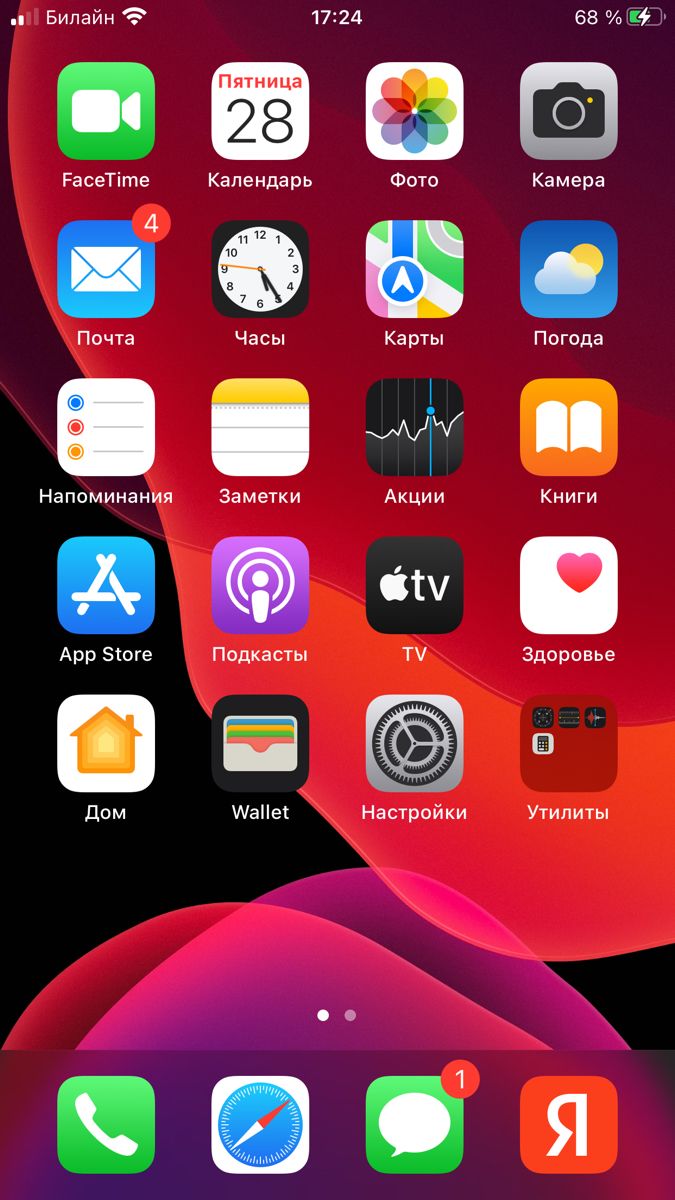 Билайн 17:24 68 %
Пятница
28
FaceTime Календарь Фото Камера
4
12
11 1
10 2
9 3
8 4
7 5
6
Почта Часы Карты Погода
Напоминания Заметки Акции Книги
tv
App Store Подкасты TV Здоровье
Дом Wallet Настройки Утилиты
1
Я